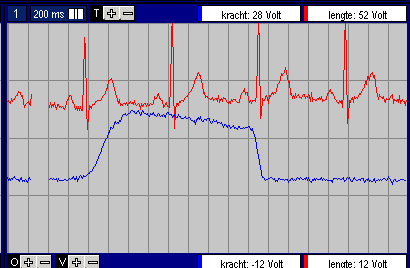 1 200 ms T + − kracht: 28 Volt lengte: 52 Volt
O + − V + − kracht: -12 Volt lengte: 12 Volt